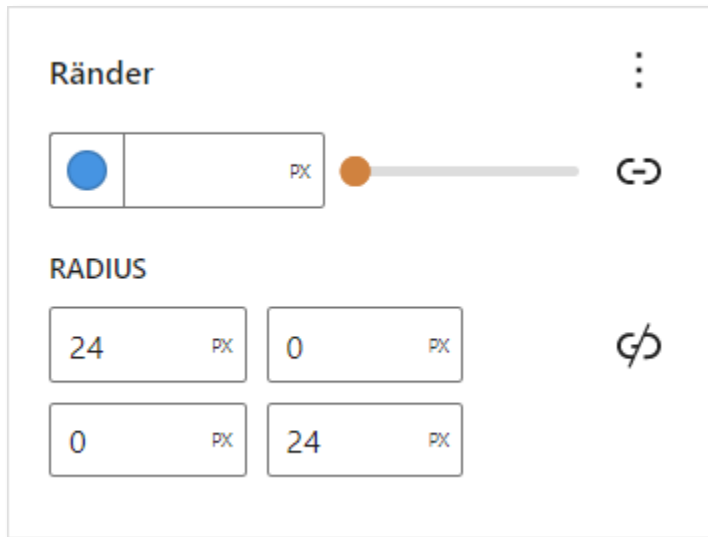 Ränder
PX
RADIUS
24 PX 0 PX
0 PX 24 PX